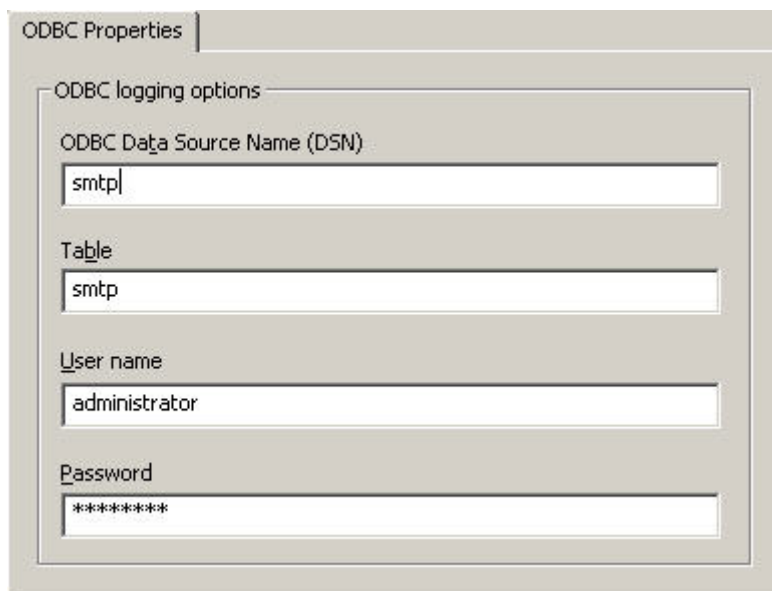 ODBC Properties
ODBC logging options
ODBC Data Source Name (DSN)
smtp
Table
smtp
User name
administrator
Password
********